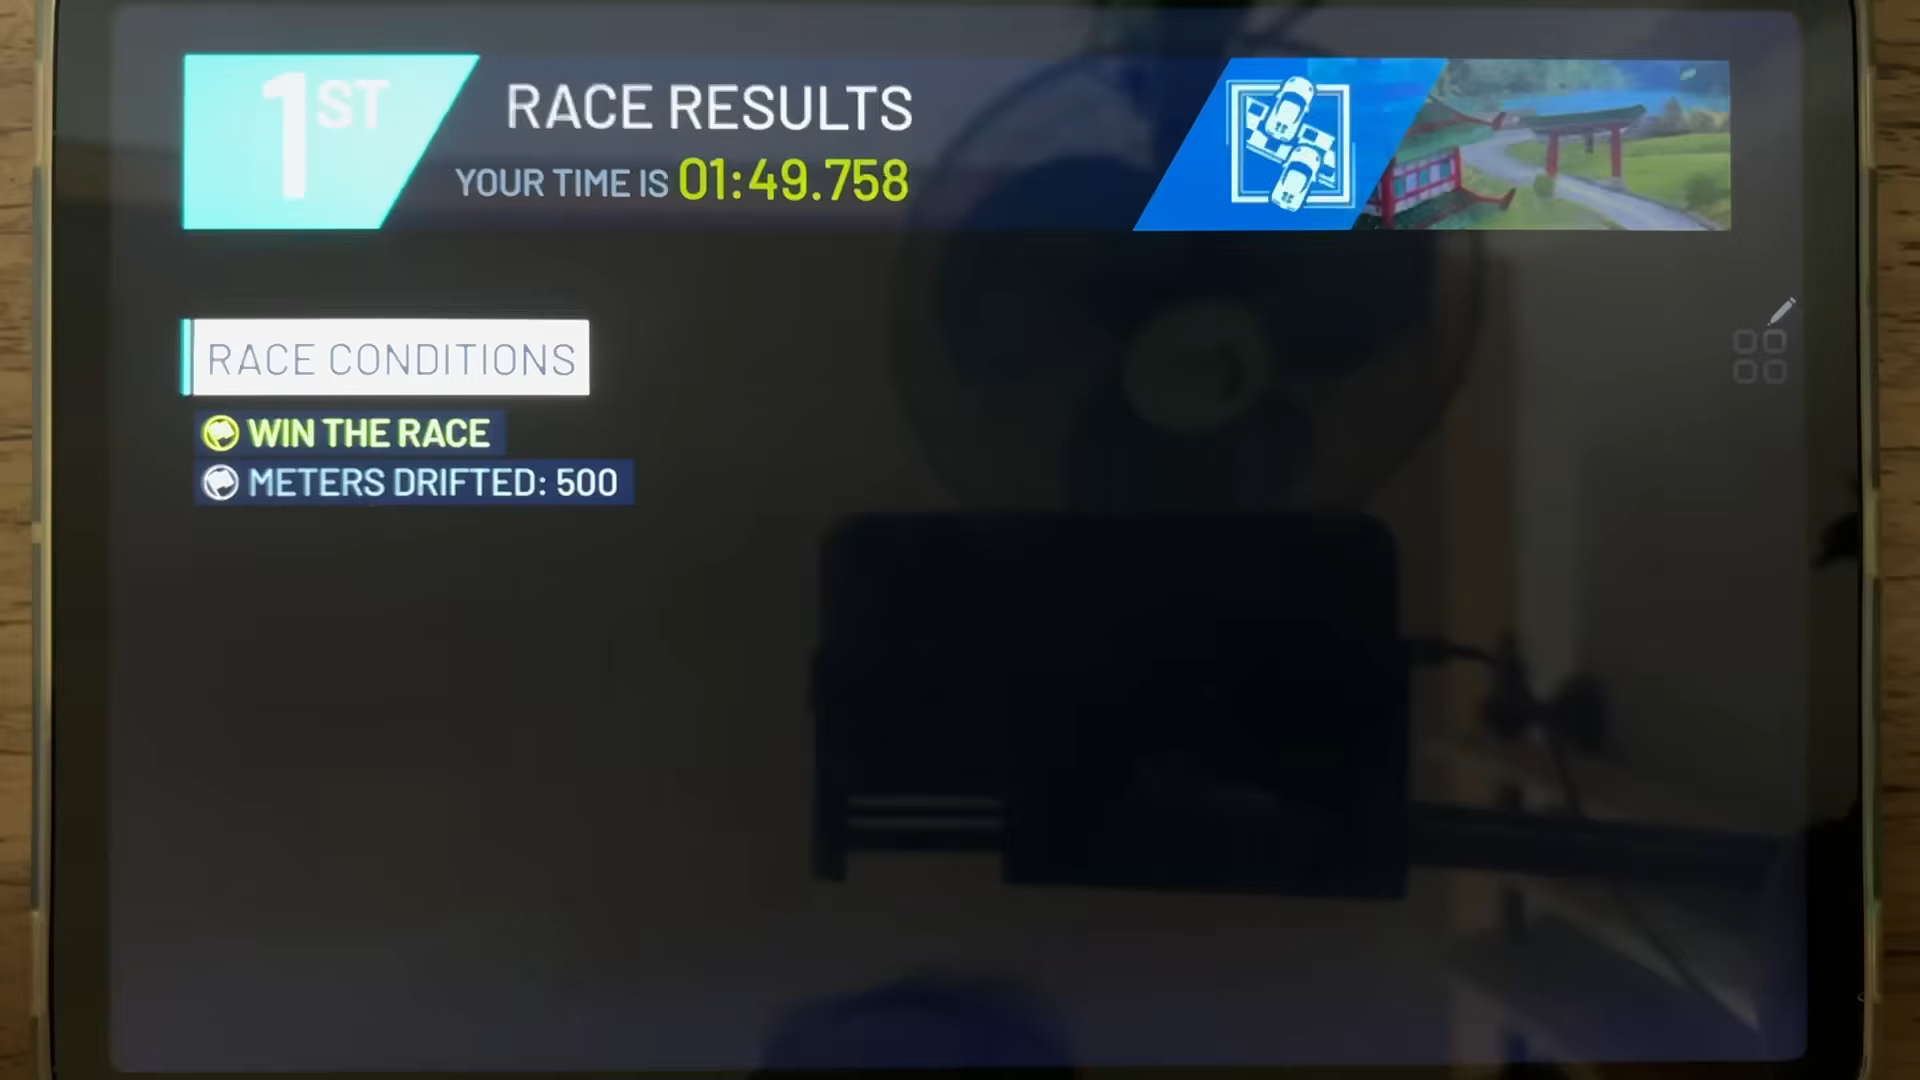 1ST
RACE RESULTS
YOUR TIME IS 01:49.758
RACE CONDITIONS
WIN THE RACE
METERS DRIFTED: 500